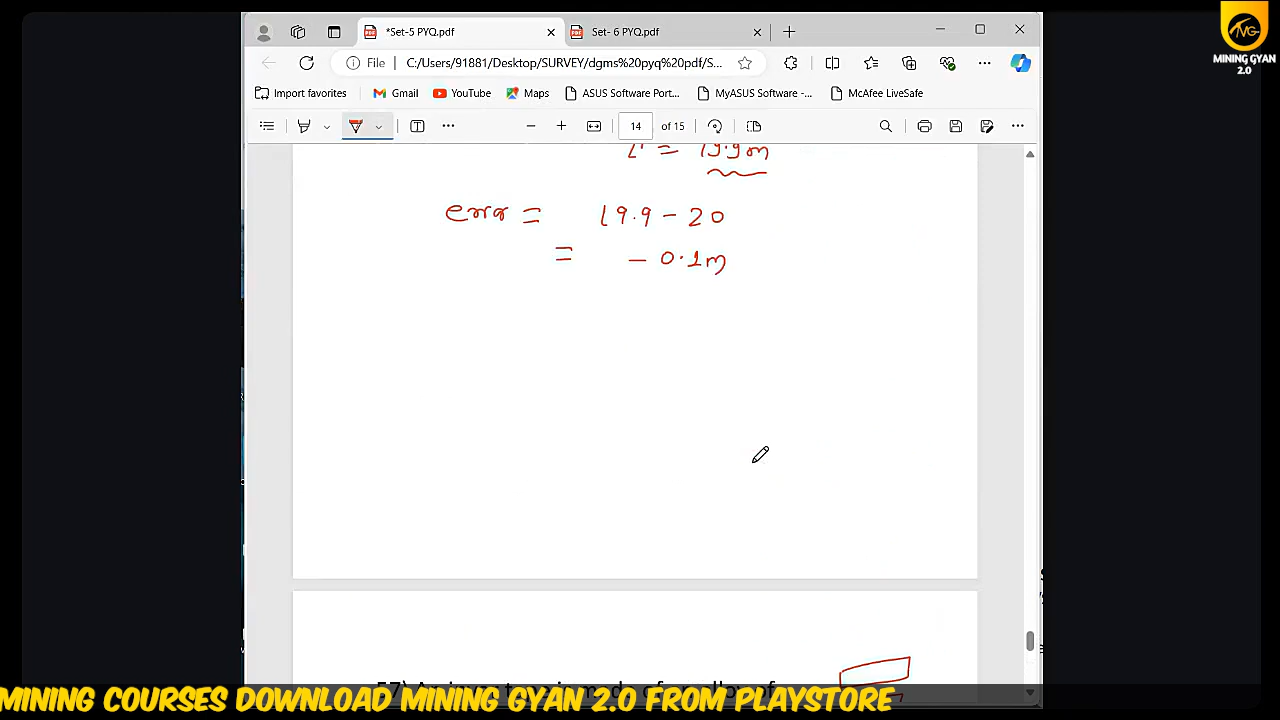 *Set-5 PYQ.pdf
Set- 6 PYQ.pdf
File
C:/Users/91881/Desktop/SURVEY/dgms%20pyq%20pdf/S...
Import favorites
Gmail
YouTube
Maps
ASUS Software Port...
MyASUS Software -...
McAfee LiveSafe
14 of 15
L' = 19.9m
error = 19.9 - 20
= - 0.1m
MINING GYAN
2.0
MINING COURSES DOWNLOAD MINING GYAN 2.0 FROM PLAYSTORE